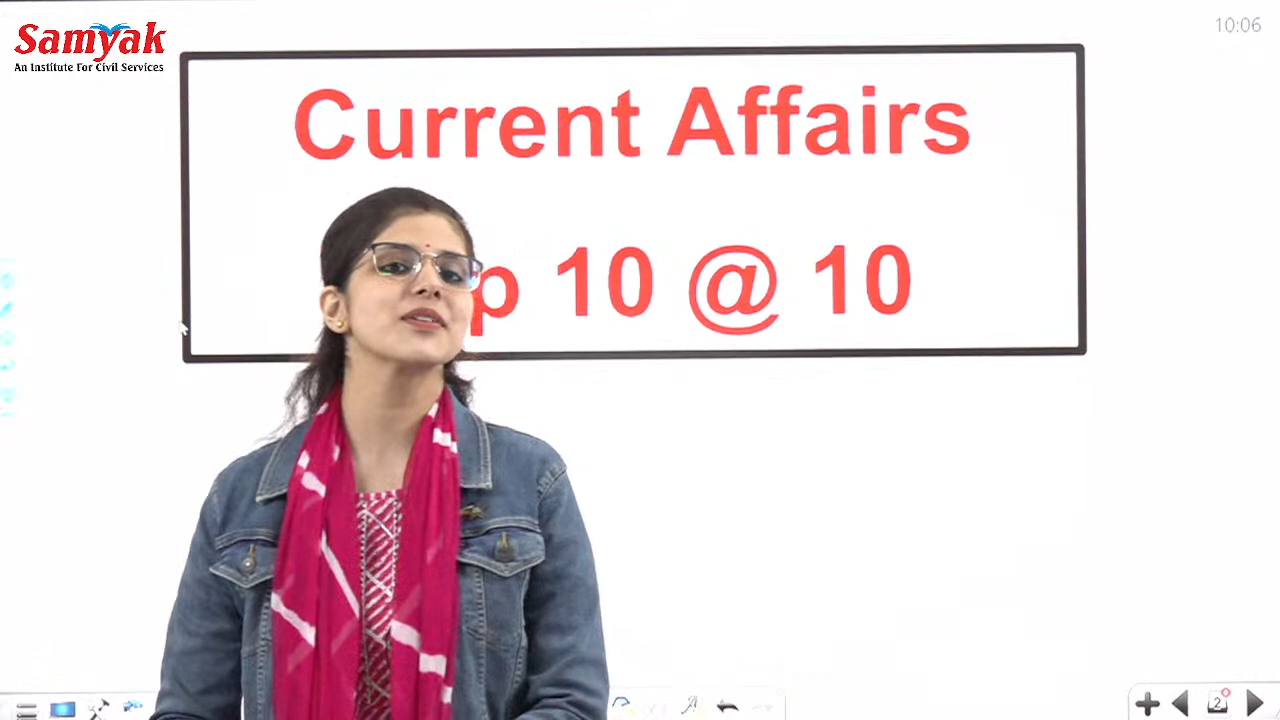 Samyak
An Institute For Civil Services
10:06
Current Affairs
p 10 @ 10
2